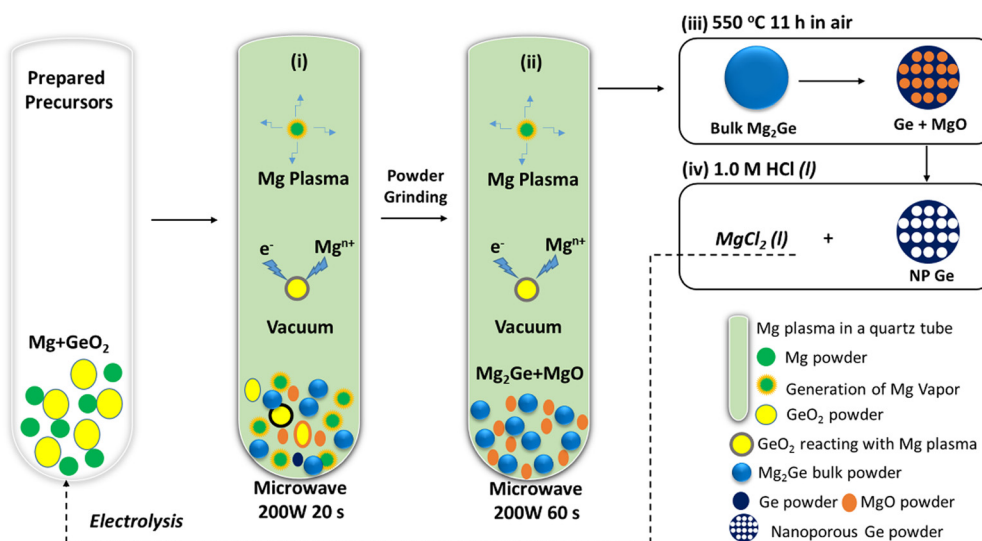 Prepared
Precursors
Mg+GeO₂
Electrolysis
(i)
Mg Plasma
e⁻
Mgⁿ⁺
Vacuum
Microwave
200W 20 s
Powder
Grinding
(ii)
Mg Plasma
e⁻
Mgⁿ⁺
Vacuum
Mg₂Ge+MgO
Microwave
200W 60 s
(iii) 550 °C 11 h in air
Bulk Mg₂Ge
Ge + MgO
(iv) 1.0 M HCl (l)
MgCl₂ (l) +
NP Ge
Mg plasma in a quartz tube
Mg powder
Generation of Mg Vapor
GeO₂ powder
GeO₂ reacting with Mg plasma
Mg₂Ge bulk powder
Ge powder MgO powder
Nanoporous Ge powder